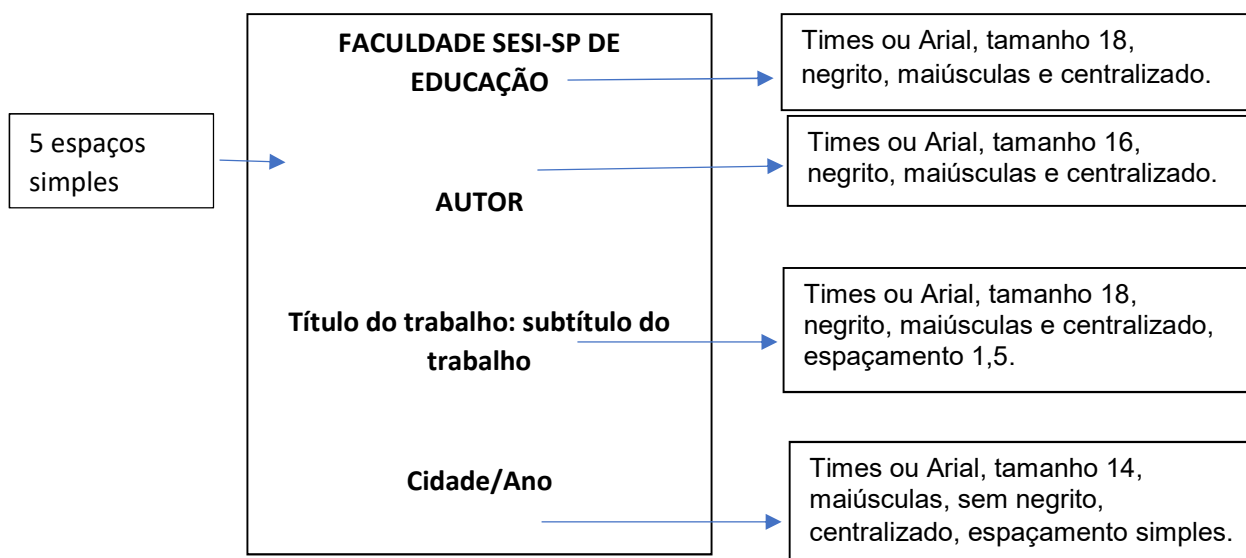 FACULDADE SESI-SP DE
EDUCAÇÃO
Times ou Arial, tamanho 18,
negrito, maiúsculas e centralizado.
5 espaços
simples
AUTOR
Times ou Arial, tamanho 16,
negrito, maiúsculas e centralizado.
Título do trabalho: subtítulo do
trabalho
Times ou Arial, tamanho 18,
negrito, maiúsculas e centralizado,
espaçamento 1,5.
Cidade/Ano
Times ou Arial, tamanho 14,
maiúsculas, sem negrito,
centralizado, espaçamento simples.